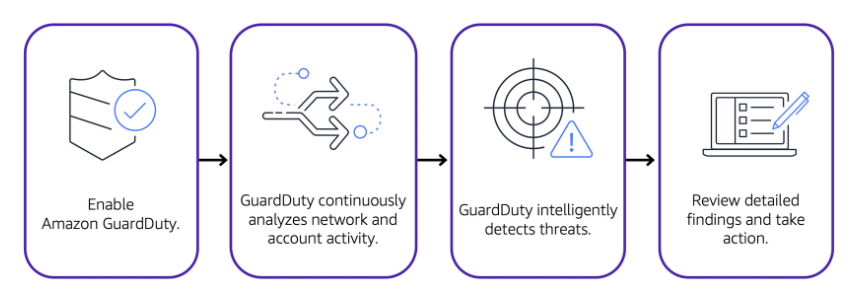 Enable
Amazon GuardDuty.
GuardDuty continuously
analyzes network and
account activity.
GuardDuty intelligently
detects threats.
Review detailed
findings and take
action.